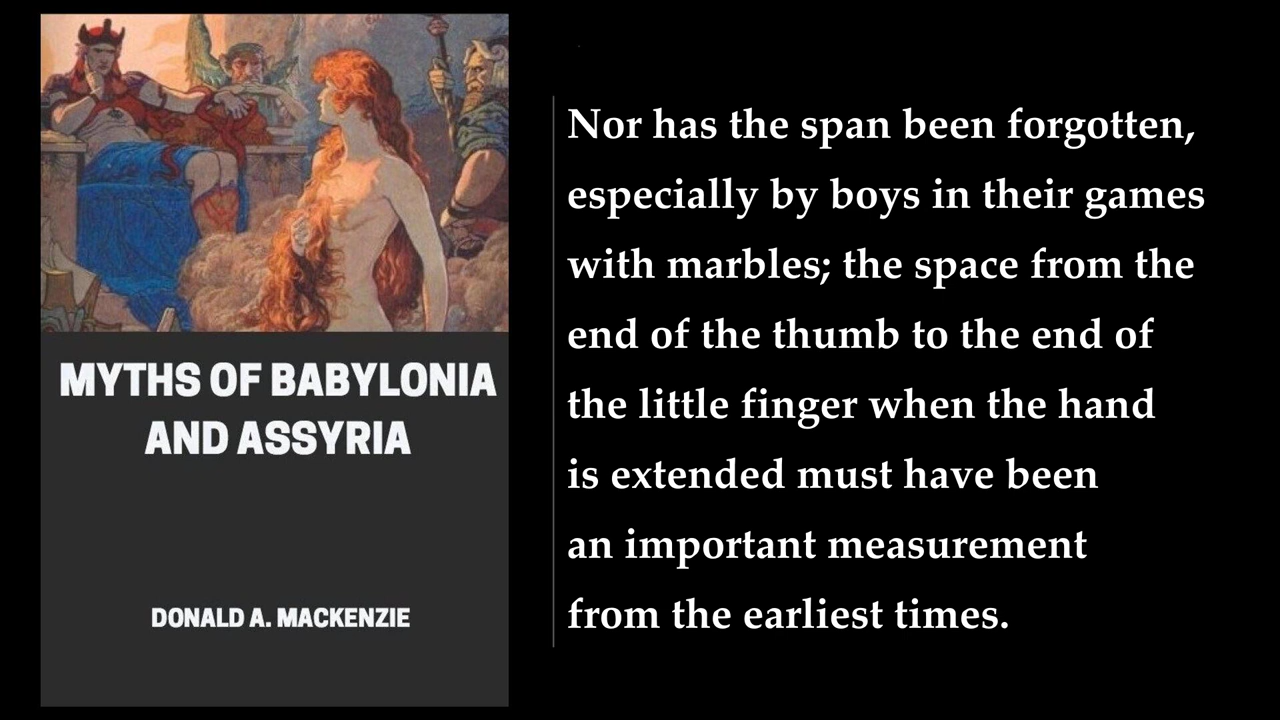 MYTHS OF BABYLONIA
AND ASSYRIA
DONALD A. MACKENZIE
Nor has the span been forgotten,
especially by boys in their games
with marbles; the space from the
end of the thumb to the end of
the little finger when the hand
is extended must have been
an important measurement
from the earliest times.